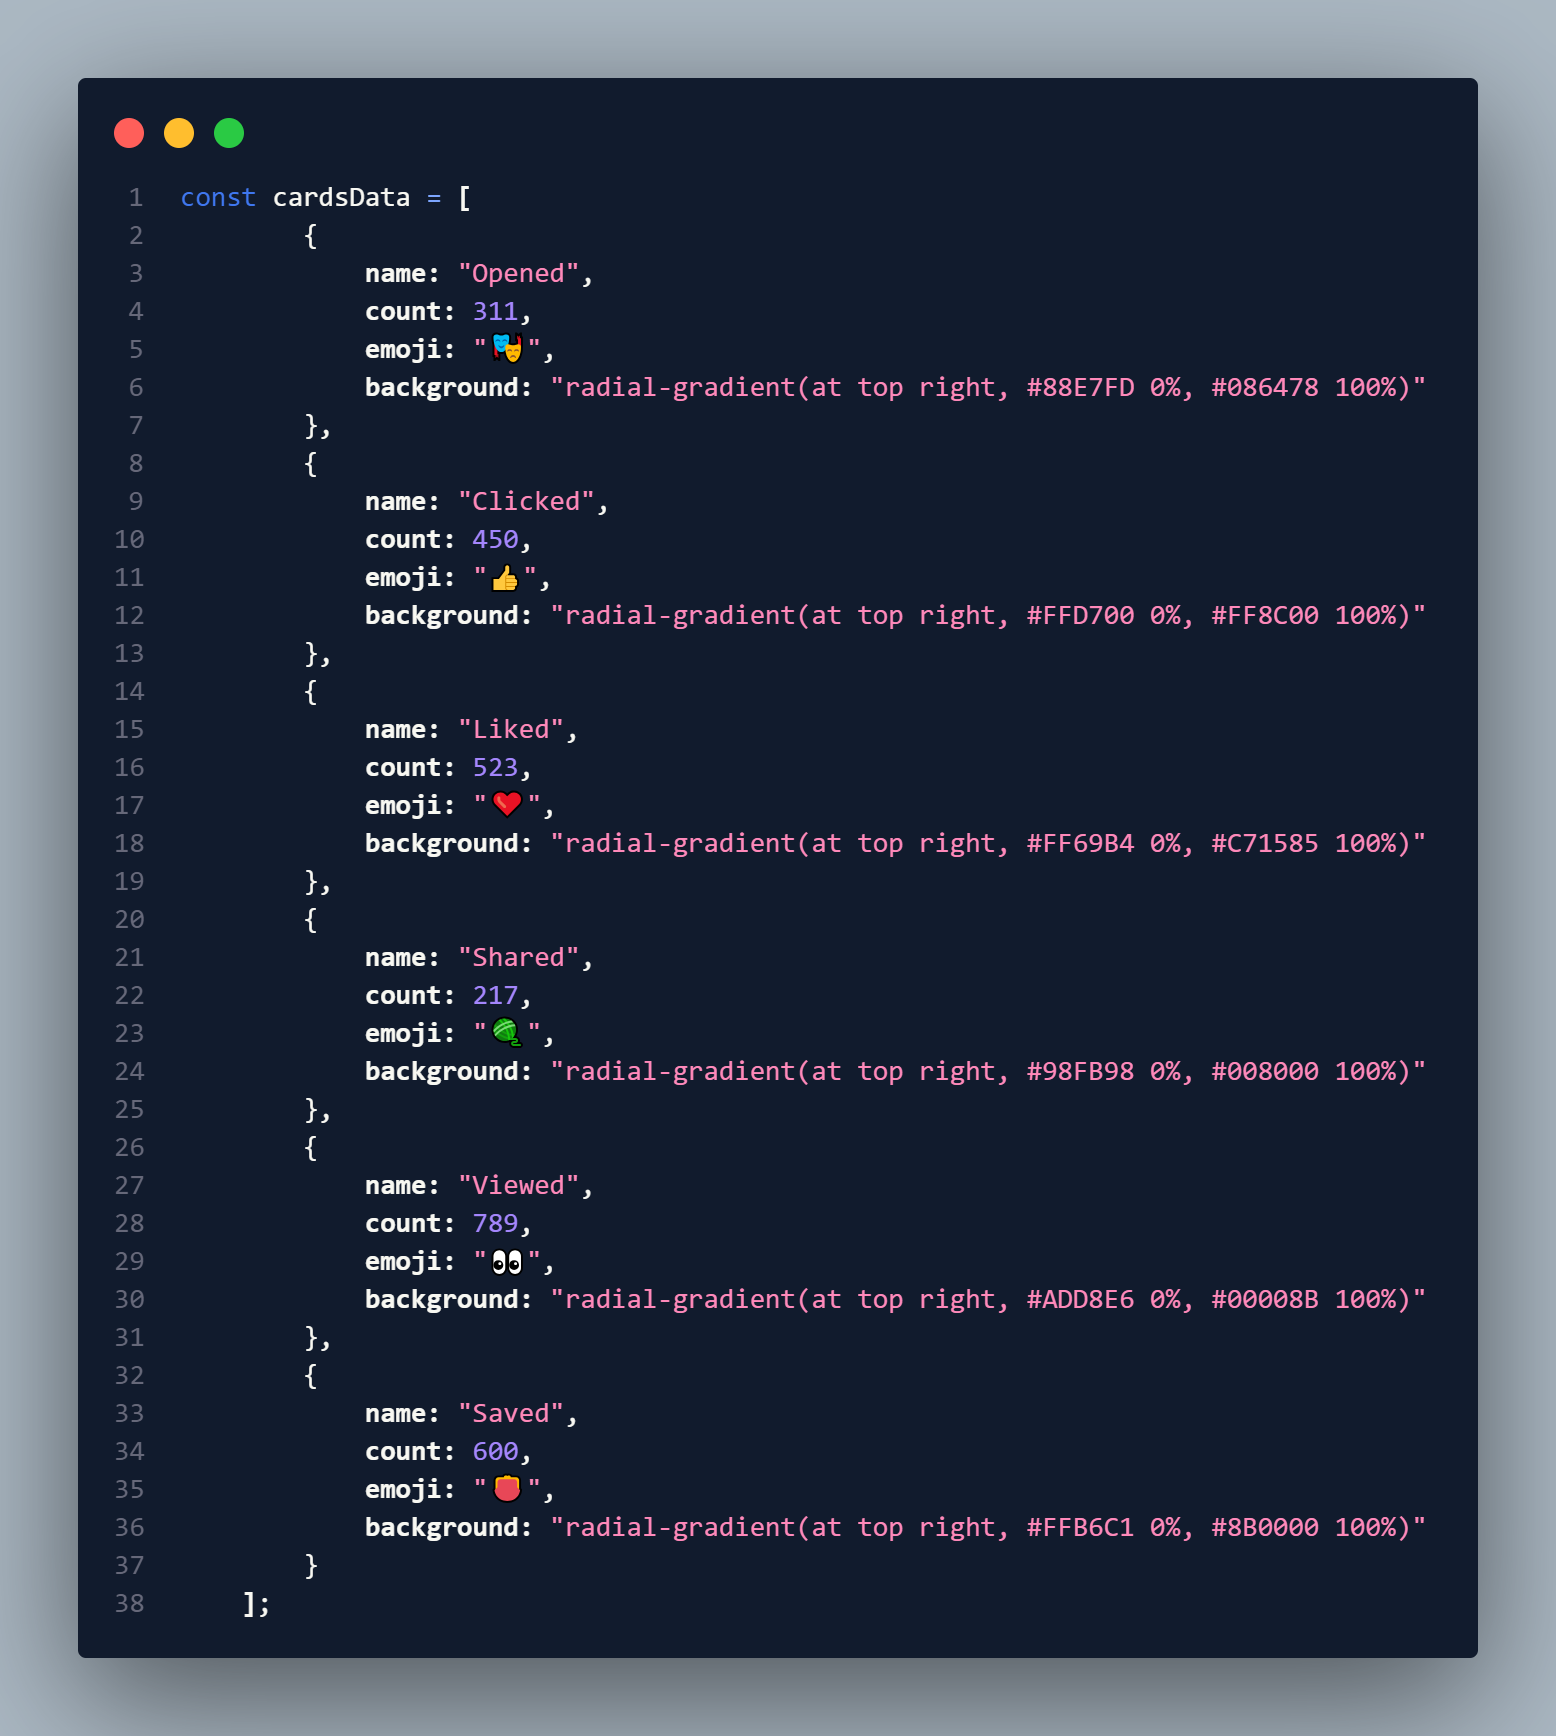 1 const cardsData = [
2 {
3 name: "Opened",
4 count: 311,
5 emoji: "🎭",
6 background: "radial-gradient(at top right, #88E7FD 0%, #086478 100%)"
7 },
8 {
9 name: "Clicked",
10 count: 450,
11 emoji: "👍",
12 background: "radial-gradient(at top right, #FFD700 0%, #FF8C00 100%)"
13 },
14 {
15 name: "Liked",
16 count: 523,
17 emoji: "❤️",
18 background: "radial-gradient(at top right, #FF69B4 0%, #C71585 100%)"
19 },
20 {
21 name: "Shared",
22 count: 217,
23 emoji: "🧶",
24 background: "radial-gradient(at top right, #98FB98 0%, #008000 100%)"
25 },
26 {
27 name: "Viewed",
28 count: 789,
29 emoji: "👀",
30 background: "radial-gradient(at top right, #ADD8E6 0%, #00008B 100%)"
31 },
32 {
33 name: "Saved",
34 count: 600,
35 emoji: "👛",
36 background: "radial-gradient(at top right, #FFB6C1 0%, #8B0000 100%)"
37 }
38 ];